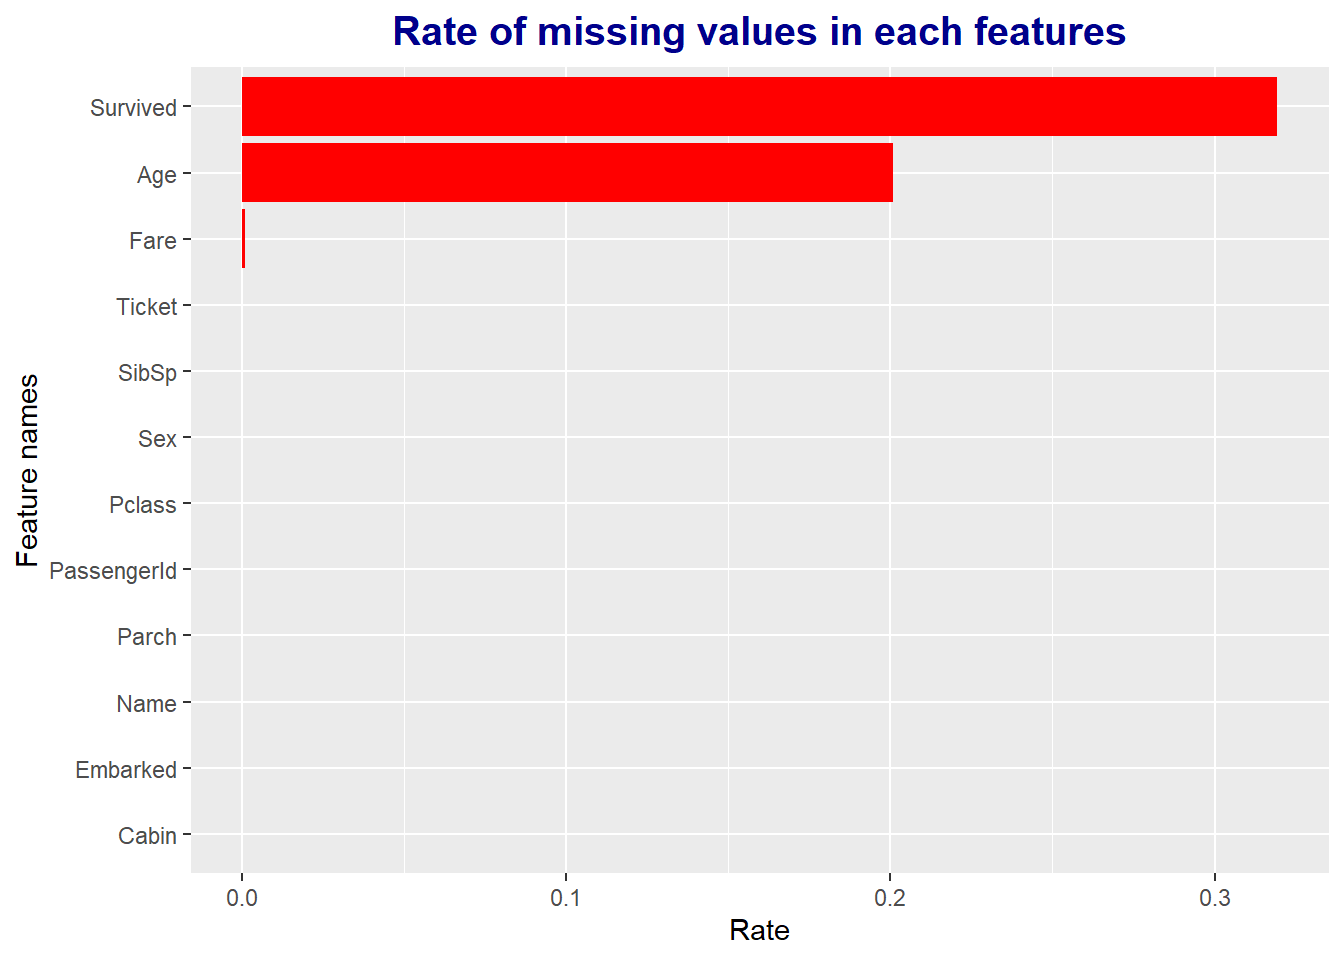 Rate of missing values in each features
Survived
Age
Fare
Ticket
SibSp
Sex
Pclass
PassengerId
Parch
Name
Embarked
Cabin
Feature names
0.0 0.1 0.2 0.3
Rate